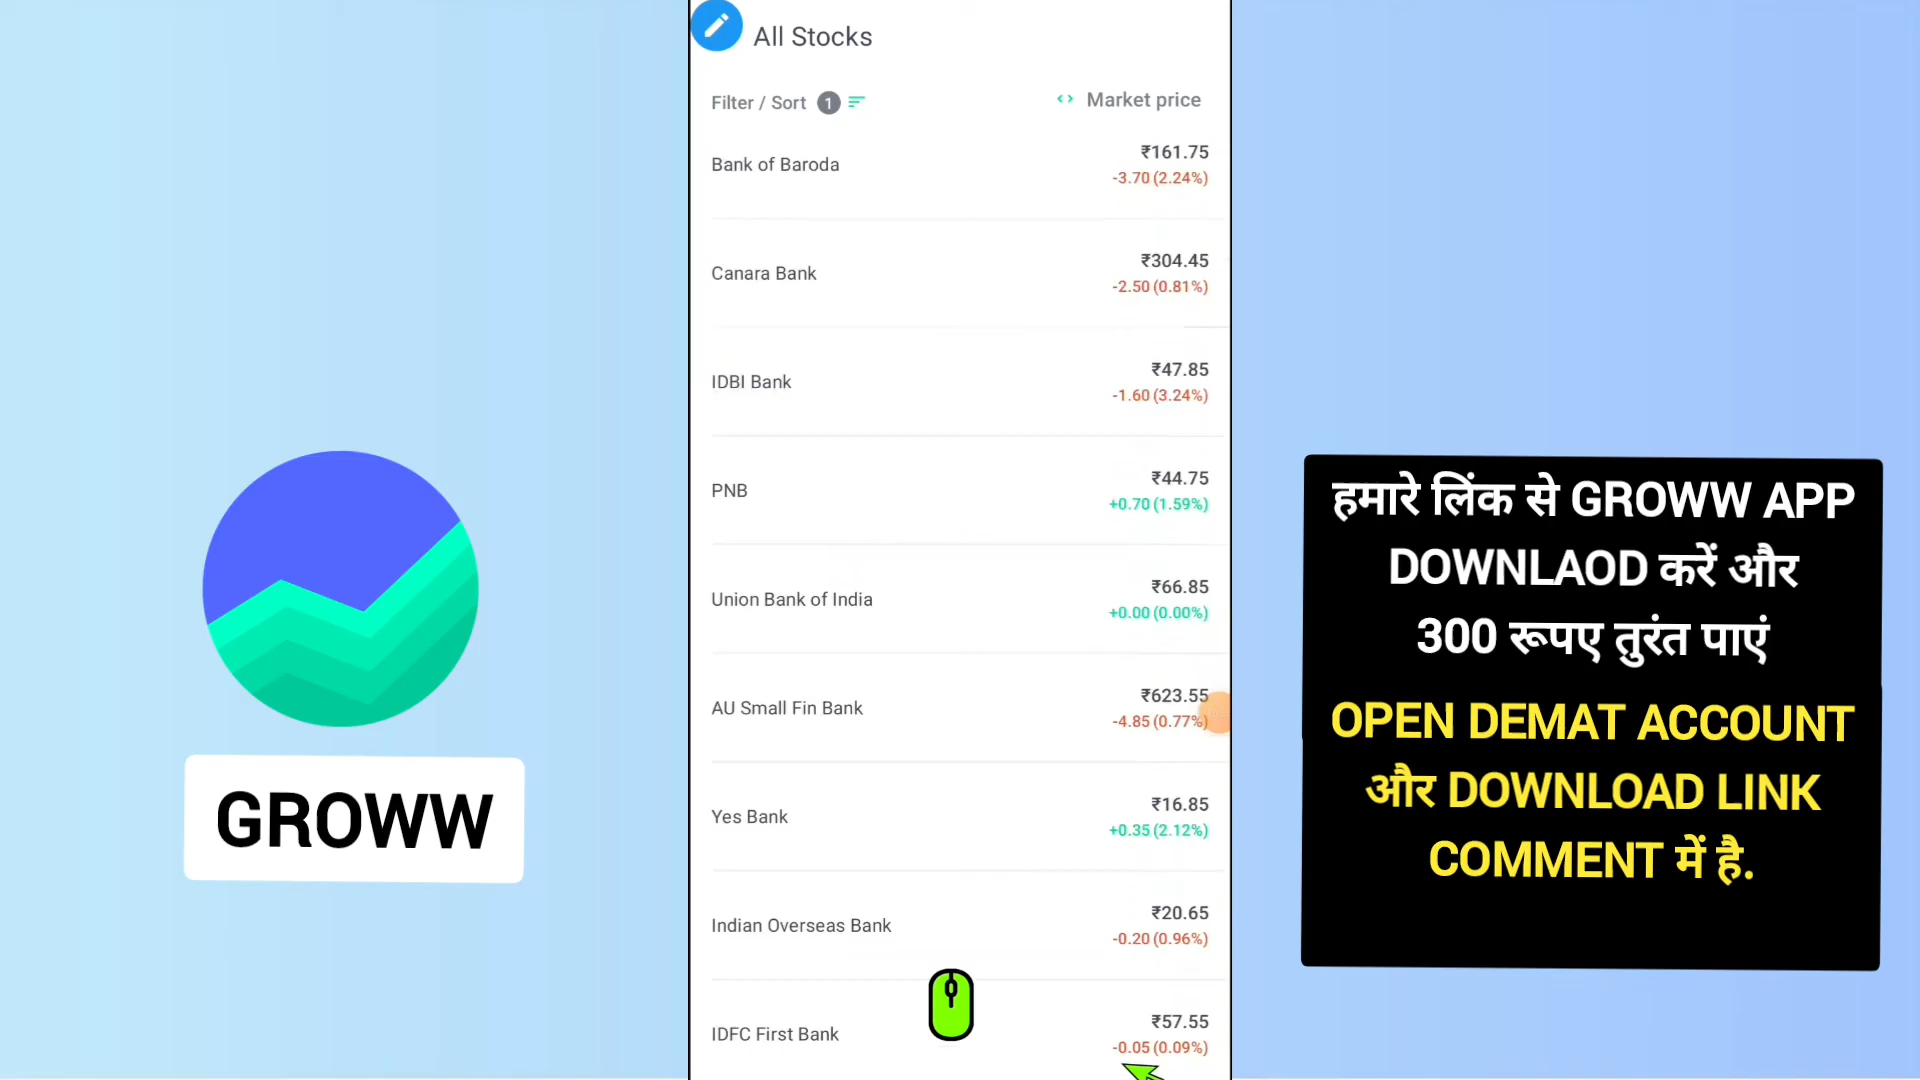 All Stocks
Filter / Sort 1
Market price
Bank of Baroda
₹161.75
-3.70 (2.24%)
Canara Bank
₹304.45
-2.50 (0.81%)
IDBI Bank
₹47.85
-1.60 (3.24%)
PNB
₹44.75
+0.70 (1.59%)
Union Bank of India
₹66.85
+0.00 (0.00%)
AU Small Fin Bank
₹623.55
-4.85 (0.77%)
Yes Bank
₹16.85
+0.35 (2.12%)
Indian Overseas Bank
₹20.65
-0.20 (0.96%)
IDFC First Bank
₹57.55
-0.05 (0.09%)
GROWW
हमारे लिंक से GROWW APP
DOWNLAOD करें और
300 रूपए तुरंत पाएं
OPEN DEMAT ACCOUNT
और DOWNLOAD LINK
COMMENT में है.